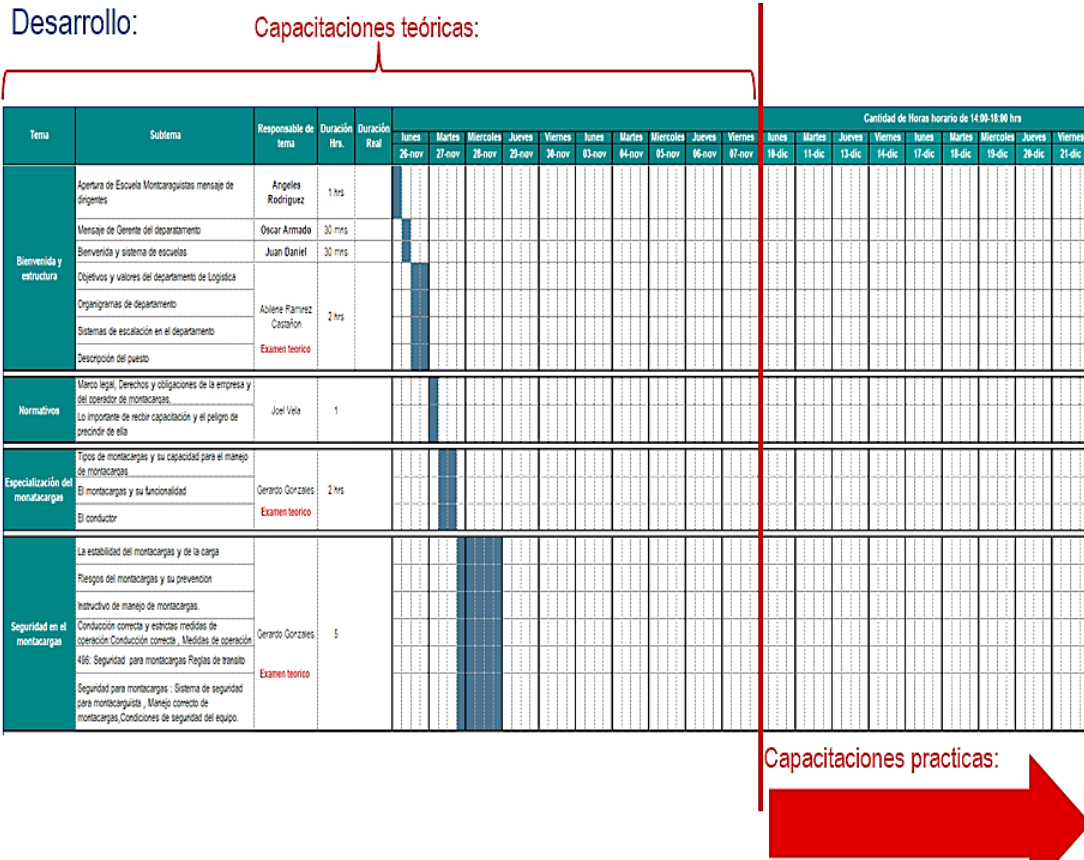 Desarrollo:
Capacitaciones teóricas:
Cantidad de Horas horario de 14:00-18:00 hrs
Tema
Subtema
Responsable de
tema
Duración
Hrs.
Duración
Real
lunes Martes Miercoles Jueves Viernes lunes Martes Miercoles Jueves Viernes lunes Martes Jueves Viernes lunes Martes Miercoles Jueves Viernes
26-nov 27-nov 28-nov 29-nov 30-nov 03-nov 04-nov 05-nov 06-nov 07-nov 10-dic 11-dic 13-dic 14-dic 17-dic 18-dic 19-dic 20-dic 21-dic
Bienvenida y
estructura
Apertura de Escuela Montcaraguistas mensaje de
dirigentes
Angeles
Rodriguez
1 hrs
Mensaje de Gerente del deparatamento
Oscar Armado
30 mns
Bienvenida y sistema de escuelas
Juan Daniel
30 mns
Objetivos y valores del departamento de Logistica
Organigramas de departamento
Sistemas de escalación en el departamento
Descripción del puesto
Abilene Ramirez
Castañon
Examen teorico
2 hrs
Normativos
Marco legal, Derechos y obligaciones de la empresa y
del operador de montacargas.
Lo importante de recbir capacitación y el peligro de
precindir de ella
Joel Vela
1
Especialización del
monatacargas
Tipos de montacargas y su capacidad para el manejo
de montacargas
El montacargas y su funcionalidad
El conductor
Gerardo Gonzales
Examen teorico
2 hrs
Seguridad en el
montacargas
La estabilidad del montacargas y de la carga
Riesgos del montacargas y su prevencion
Instructivo de manejo de montacargas.
Conducción correcta y estrictas medidas de
operación:Conducción correcta , Medidas de operación
486: Seguridad para montacargas Reglas de transito
Seguridad para montacargas : Sistema de seguridad
para montacarguista , Manejo correcto de
montacargas,Condiciones de seguridad del equipo.
Gerardo Gonzales
Examen teorico
5
Capacitaciones practicas: